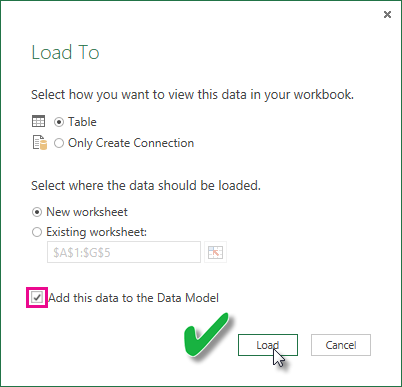 Load To
Select how you want to view this data in your workbook.
Table
Only Create Connection
Select where the data should be loaded.
New worksheet
Existing worksheet:
$A$1:$G$5
Add this data to the Data Model
Load Cancel